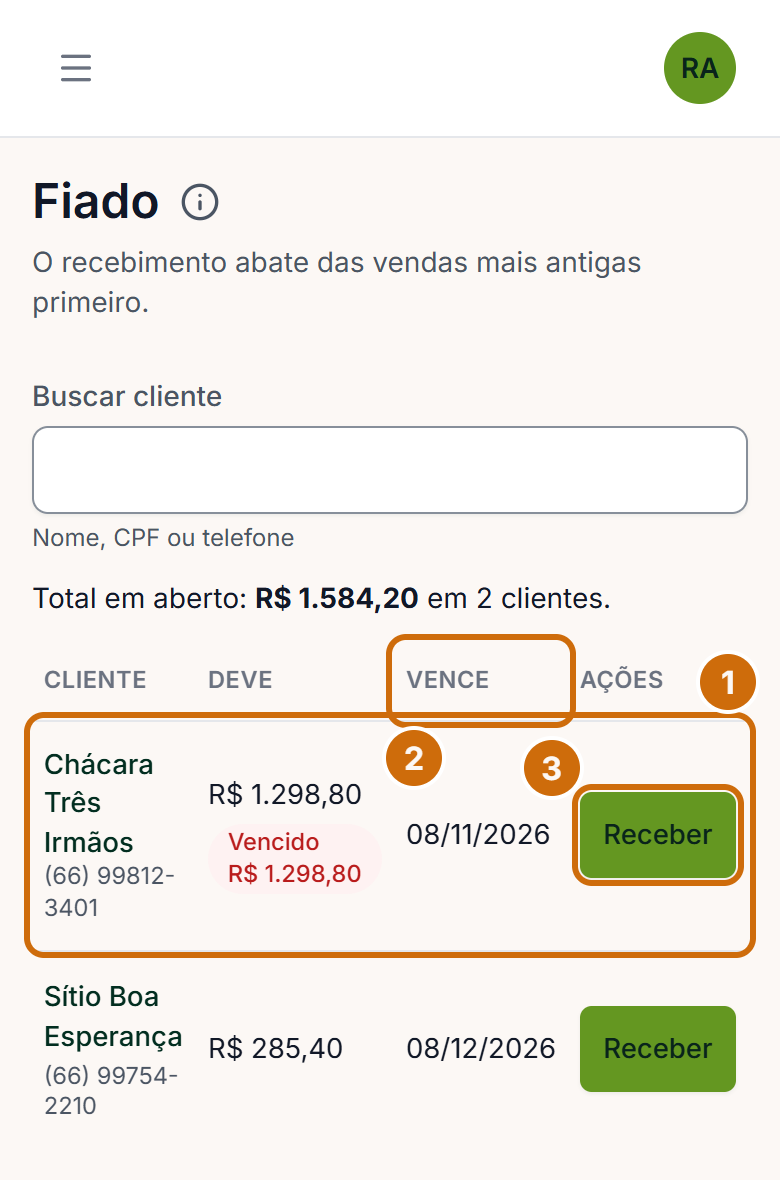 RA
Fiado
O recebimento abate das vendas mais antigas
primeiro.
Buscar cliente
Nome, CPF ou telefone
Total em aberto: R$ 1.584,20 em 2 clientes.
CLIENTE DEVE VENCE AÇÕES 1
2 3
Chácara
Três
Irmãos
(66) 99812-
3401
R$ 1.298,80
Vencido
R$ 1.298,80
08/11/2026
Receber
Sítio Boa
Esperança
(66) 99754-
2210
R$ 285,40
08/12/2026
Receber